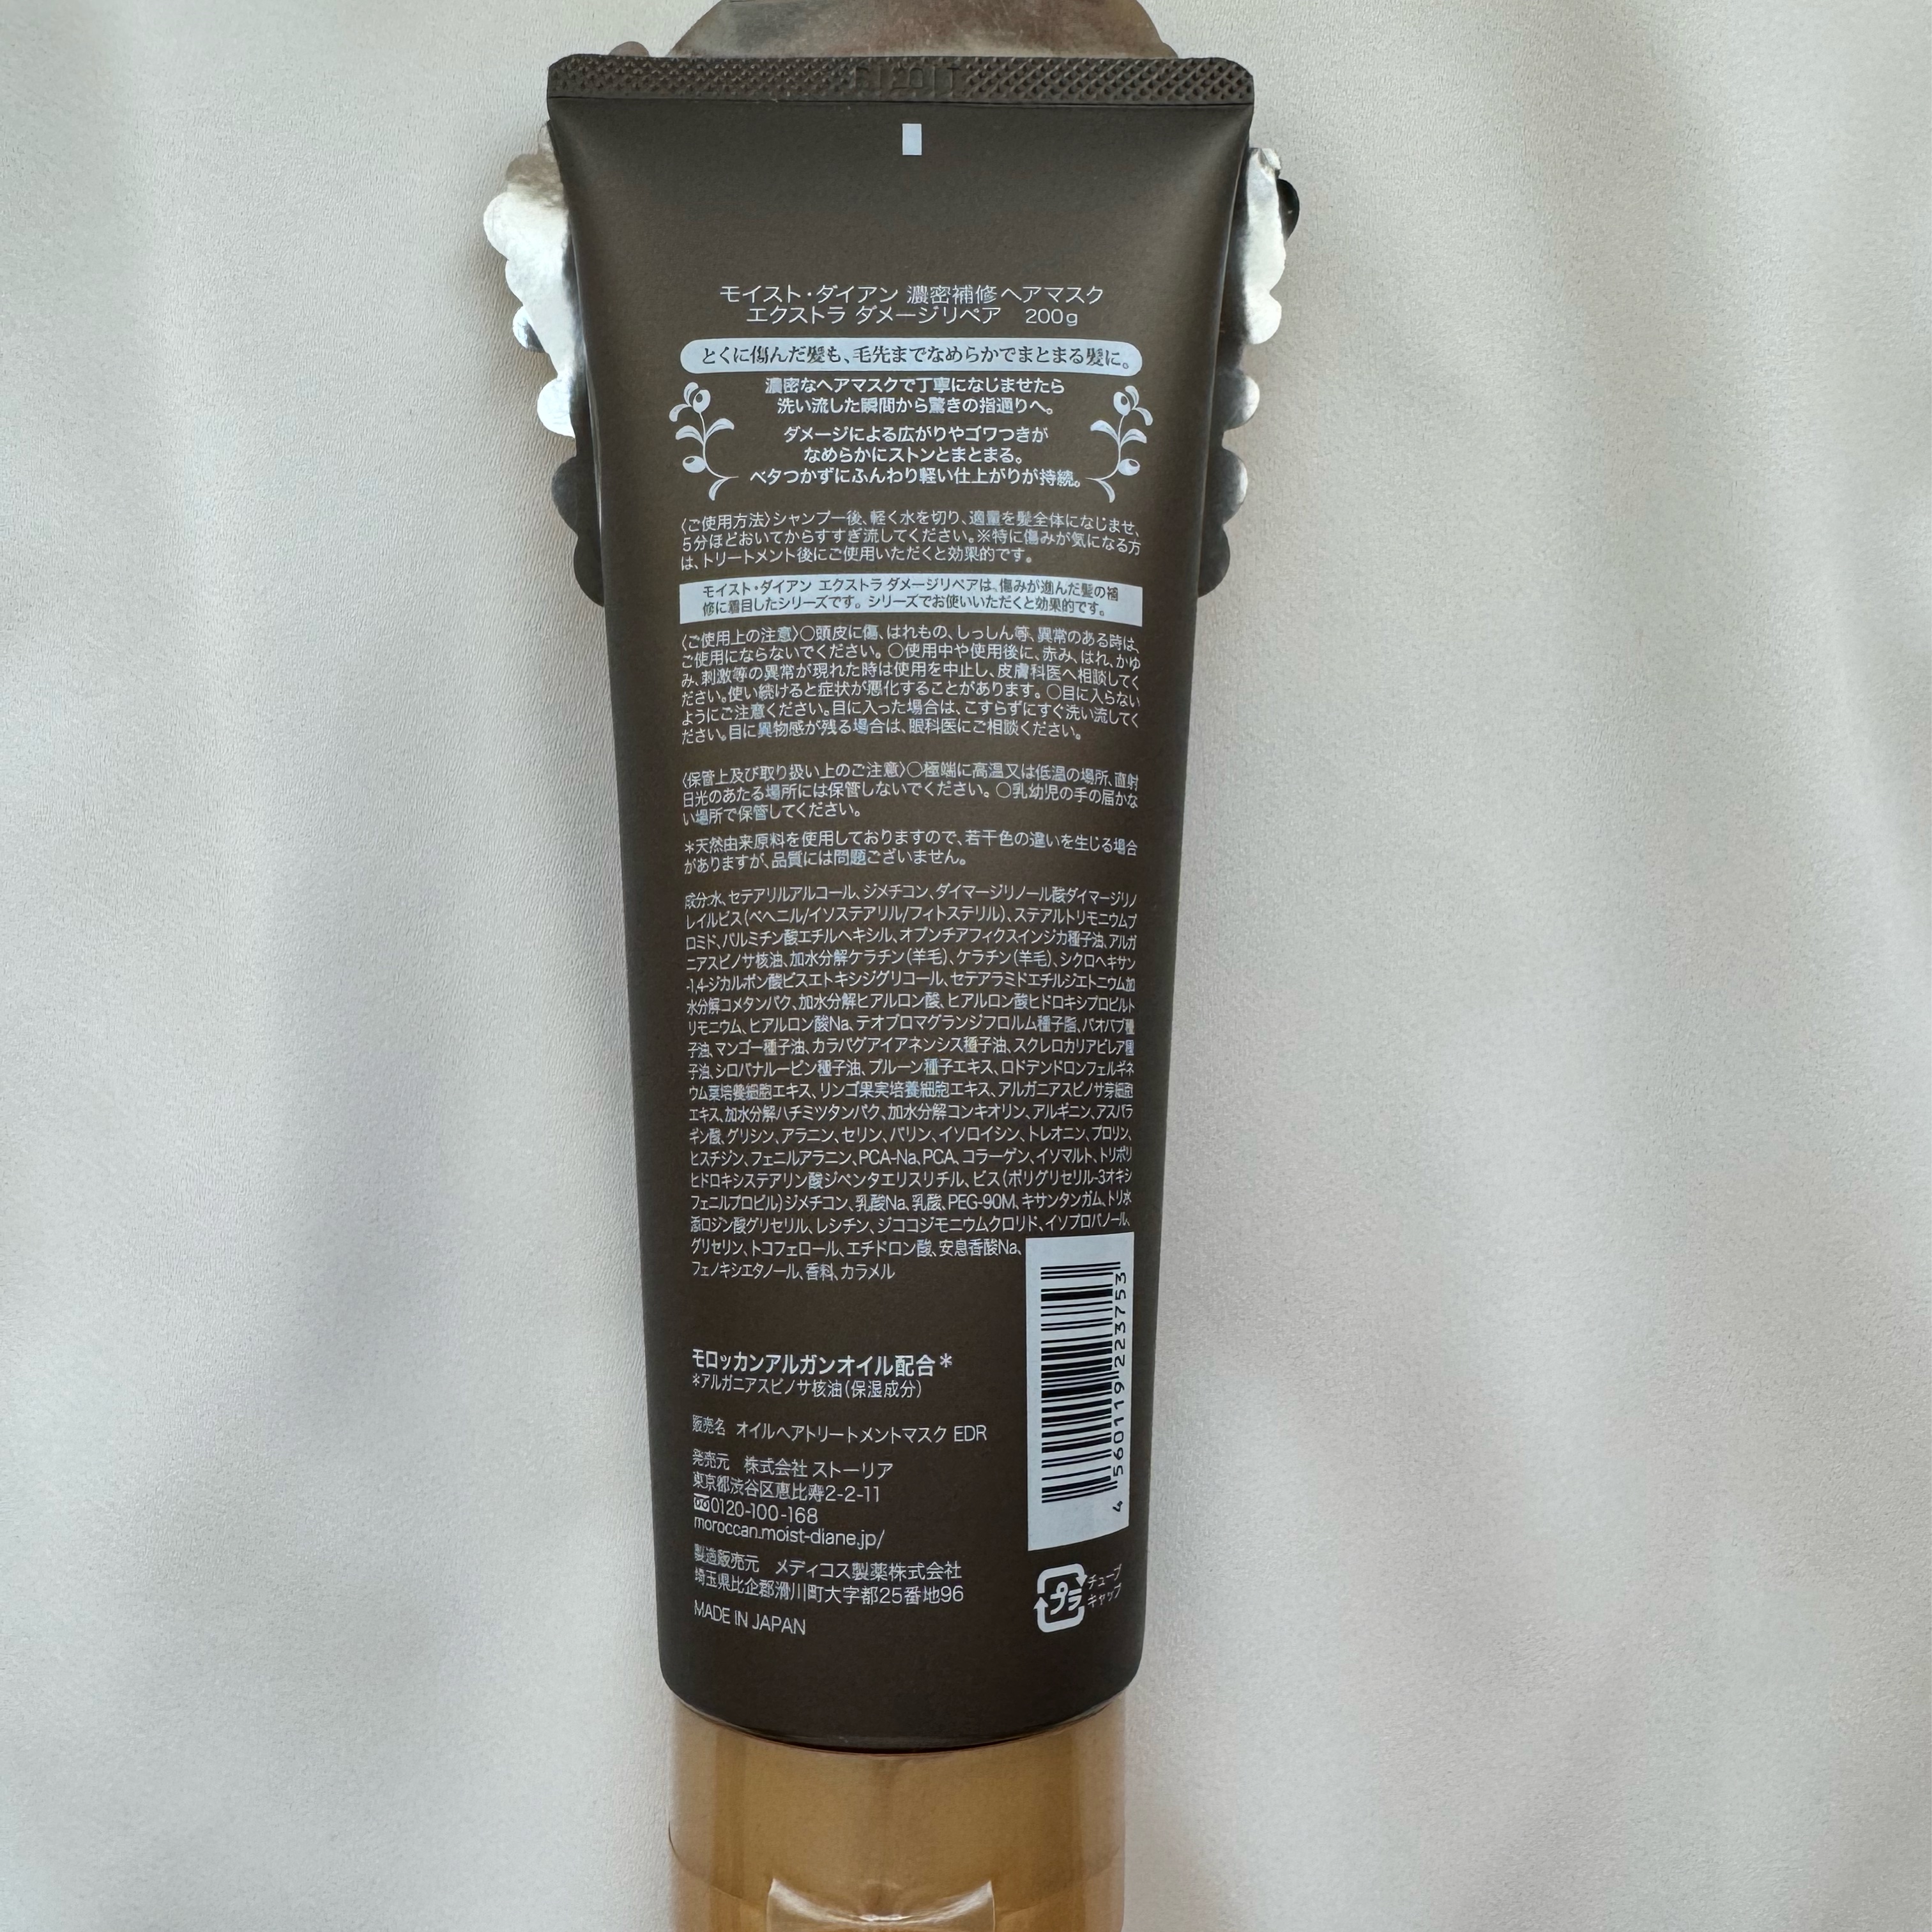 モイスト・ダイアン 濃密補修ヘアマスク
エクストラ ダメージリペア 200g
とくに傷んだ髪も、毛先までなめらかでまとまる髪に。
濃密なヘアマスクで丁寧になじませたら
洗い流した瞬間から驚きの指通りへ。
ダメージによる広がりやゴワつきが
なめらかにストンとまとまる。
ベタつかずにふんわり軽い仕上がりが持続。
〈ご使用方法〉シャンプー後、軽く水を切り、適量を髪全体になじませ、
5分ほどおいてからすすぎ流してください。※特に傷みが気になる方
は、トリートメント後にご使用いただくと効果的です。
モイスト・ダイアン エクストラ ダメージリペアは、傷みが進んだ髪の補
修に着目したシリーズです。シリーズでお使いいただくと効果的です。
〈ご使用上の注意〉○頭皮に傷、はれもの、しっしん等、異常のある時は、
ご使用にならないでください。○使用中や使用後に、赤み、はれ、かゆ
み、刺激等の異常が現れた時は使用を中止し、皮膚科医へ相談してく
ださい。使い続けると症状が悪化することがあります。○目に入らない
ようにご注意ください。目に入った場合は、こすらずにすぐ洗い流してく
ださい。目に異物感が残る場合は、眼科医にご相談ください。
〈保管上及び取り扱い上のご注意〉○極端に高温又は低温の場所、直射
日光のあたる場所には保管しないでください。○乳幼児の手の届かな
い場所で保管してください。
＊天然由来原料を使用しておりますので、若干色の違いを生じる場合
がありますが、品質には問題ございません。
成分:水、セテアリルアルコール、ジメチコン、ダイマージリノール酸ダイマージリノ
レイルビス(ベヘニル/イソステアリル/フィトステリル)、ステアルトリモニウムブ
ロミド、パルミチン酸エチルヘキシル、オプンチアフィクスインジカ種子油、アルガ
ニアスピノサ核油、加水分解ケラチン(羊毛)、ケラチン(羊毛)、シクロヘキサン
-1,4-ジカルボン酸ビスエトキシジグリコール、セテアラミドエチルジエトニウム加
水分解コメタンパク、加水分解ヒアルロン酸、ヒアルロン酸ヒドロキシプロピルト
リモニウム、ヒアルロン酸Na、テオブロマグランジフロルム種子脂、バオバブ種
子油、マンゴー種子油、カラパグアイアネンシス種子油、スクレロカリアビレア種
子油、シロバナルーピン種子油、プルーン種子エキス、ロドデンドロンフェルギネ
ウム葉培養細胞エキス、リンゴ果実培養細胞エキス、アルガニアスピノサ芽細胞
エキス、加水分解ハチミツタンパク、加水分解コンキオリン、アルギニン、アスパラ
ギン酸、グリシン、アラニン、セリン、バリン、イソロイシン、トレオニン、プロリン、
ヒスチジン、フェニルアラニン、PCA-Na、PCA、コラーゲン、イソマルト、トリポリ
ヒドロキシステアリン酸ジペンタエリスリチル、ビス(ポリグリセリル-3オキシ
フェニルプロピル)ジメチコン、乳酸Na、乳酸、PEG-90M、キサンタンガム、トリ水
添ロジン酸グリセリル、レシチン、ジココジモニウムクロリド、イソプロパノール、
グリセリン、トコフェロール、エチドロン酸、安息香酸Na、
フェノキシエタノール、香料、カラメル
モロッカンアルガンオイル配合＊
＊アルガニアスピノサ核油(保湿成分)
販売名 オイルヘアトリートメントマスク EDR
発売元 株式会社 ストーリア
東京都渋谷区恵比寿2-2-11
0120-100-168
moroccan.moist-diane.jp/
製造販売元 メディコス製薬株式会社
埼玉県比企郡滑川町大字都25番地96
MADE IN JAPAN
4 560119 223753
プラ
チューブ
キャップ